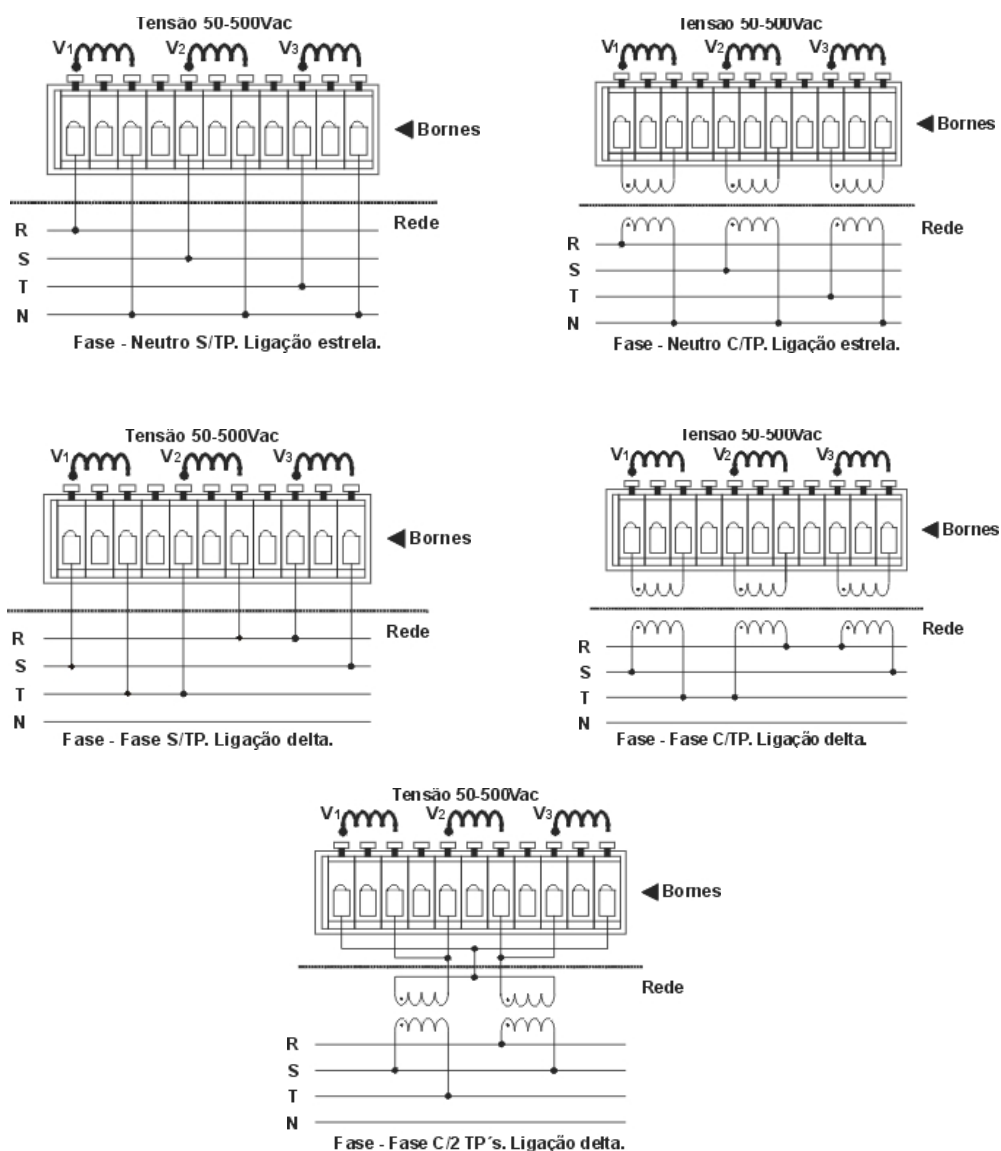 Tensão 50-500Vac
V1 V2 V3
Bornes
Rede
R
S
T
N
Fase - Neutro S/TP. Ligação estrela.
Tensão 50-500Vac
V1 V2 V3
Bornes
Rede
R
S
T
N
Fase - Neutro C/TP. Ligação estrela.
Tensão 50-500Vac
V1 V2 V3
Bornes
Rede
R
S
T
N
Fase - Fase S/TP. Ligação delta.
Tensão 50-500Vac
V1 V2 V3
Bornes
Rede
R
S
T
N
Fase - Fase C/TP. Ligação delta.
Tensão 50-500Vac
V1 V2 V3
Bornes
Rede
R
S
T
N
Fase - Fase C/2 TP´s. Ligação delta.